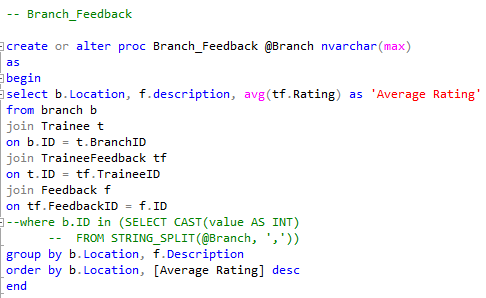 -- Branch_Feedback
create or alter proc Branch_Feedback @Branch nvarchar(max)
as
begin
select b.Location, f.description, avg(tf.Rating) as 'Average Rating'
from branch b
join Trainee t
on b.ID = t.BranchID
join TraineeFeedback tf
on t.ID = tf.TraineeID
join Feedback f
on tf.FeedbackID = f.ID
--where b.ID in (SELECT CAST(value AS INT)
-- FROM STRING_SPLIT(@Branch, ','))
group by b.Location, f.Description
order by b.Location, [Average Rating] desc
end